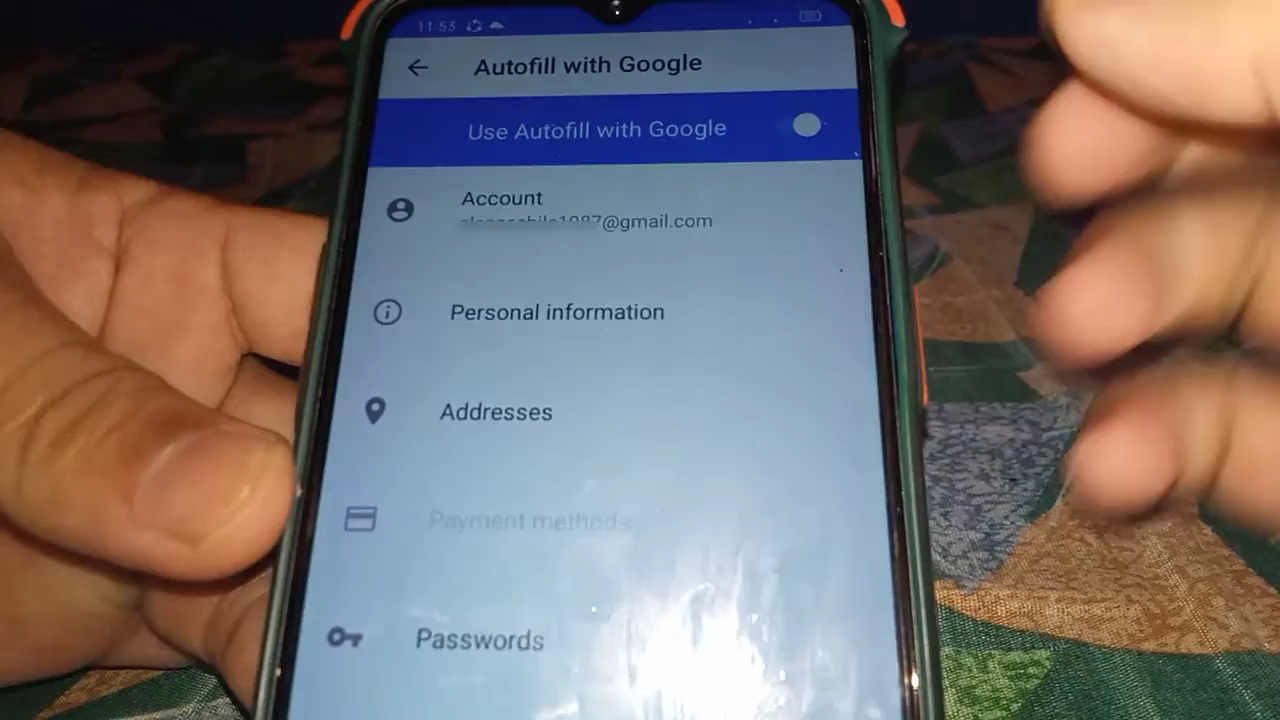 11:53
Autofill with Google
Use Autofill with Google
Account
@gmail.com
Personal information
Addresses
Payment methods
Passwords